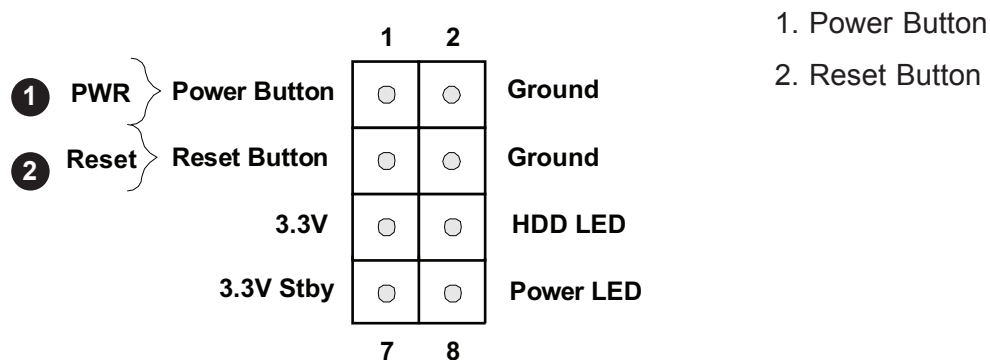 1 2
1. Power Button
1 PWR Power Button Ground
2. Reset Button
2 Reset Reset Button Ground
3.3V HDD LED
3.3V Stby Power LED
7 8